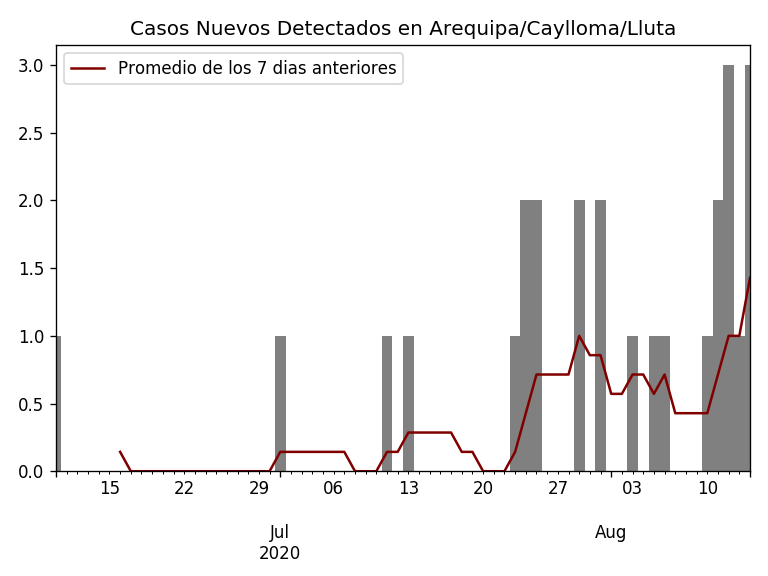 Casos Nuevos Detectados en Arequipa/Caylloma/Lluta
Promedio de los 7 dias anteriores
3.0
2.5
2.0
1.5
1.0
0.5
0.0
15 22 29 06 13 20 27 03 10
Jul Aug
2020